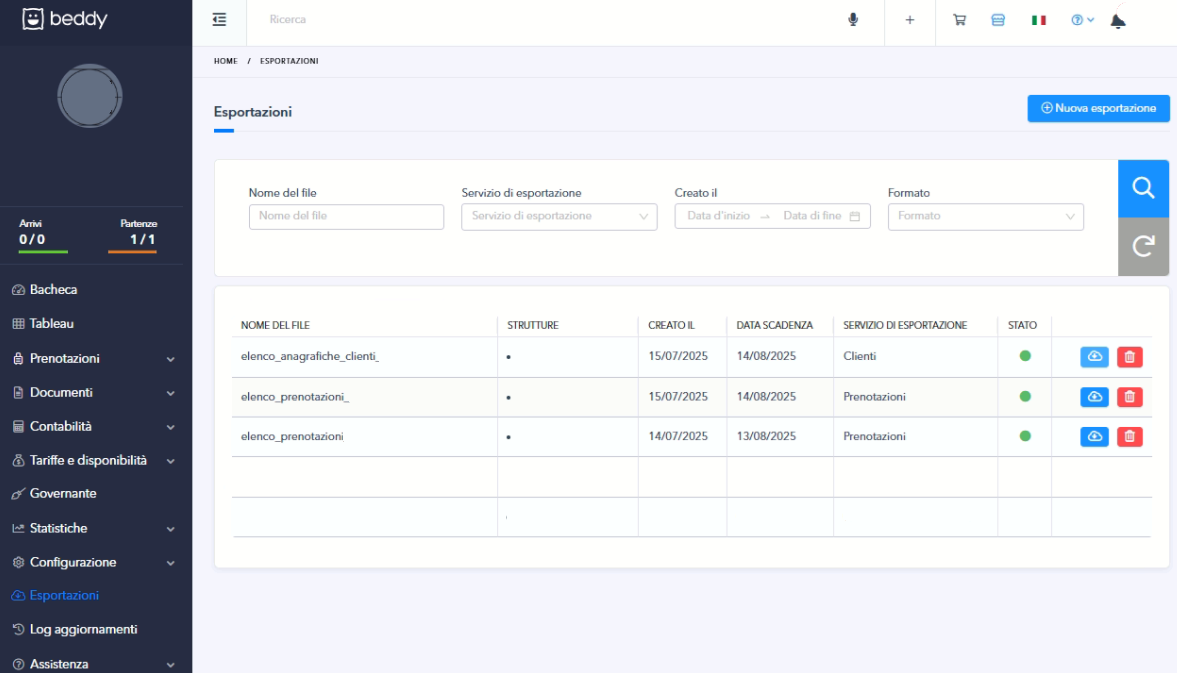 beddy
Ricerca
HOME / ESPORTAZIONI
Esportazioni
Nuova esportazione
Arrivi
0/0
Partenze
1/1
Bacheca
Tableau
Prenotazioni
Documenti
Contabilità
Tariffe e disponibilità
Governante
Statistiche
Configurazione
Esportazioni
Log aggiornamenti
Assistenza
Nome del file
Nome del file
Servizio di esportazione
Servizio di esportazione
Creato il
Data d'inizio → Data di fine
Formato
Formato
NOME DEL FILE STRUTTURE CREATO IL DATA SCADENZA SERVIZIO DI ESPORTAZIONE STATO
elenco_anagrafiche_clienti_ • 15/07/2025 14/08/2025 Clienti
elenco_prenotazioni_ • 15/07/2025 14/08/2025 Prenotazioni
elenco_prenotazioni • 14/07/2025 13/08/2025 Prenotazioni